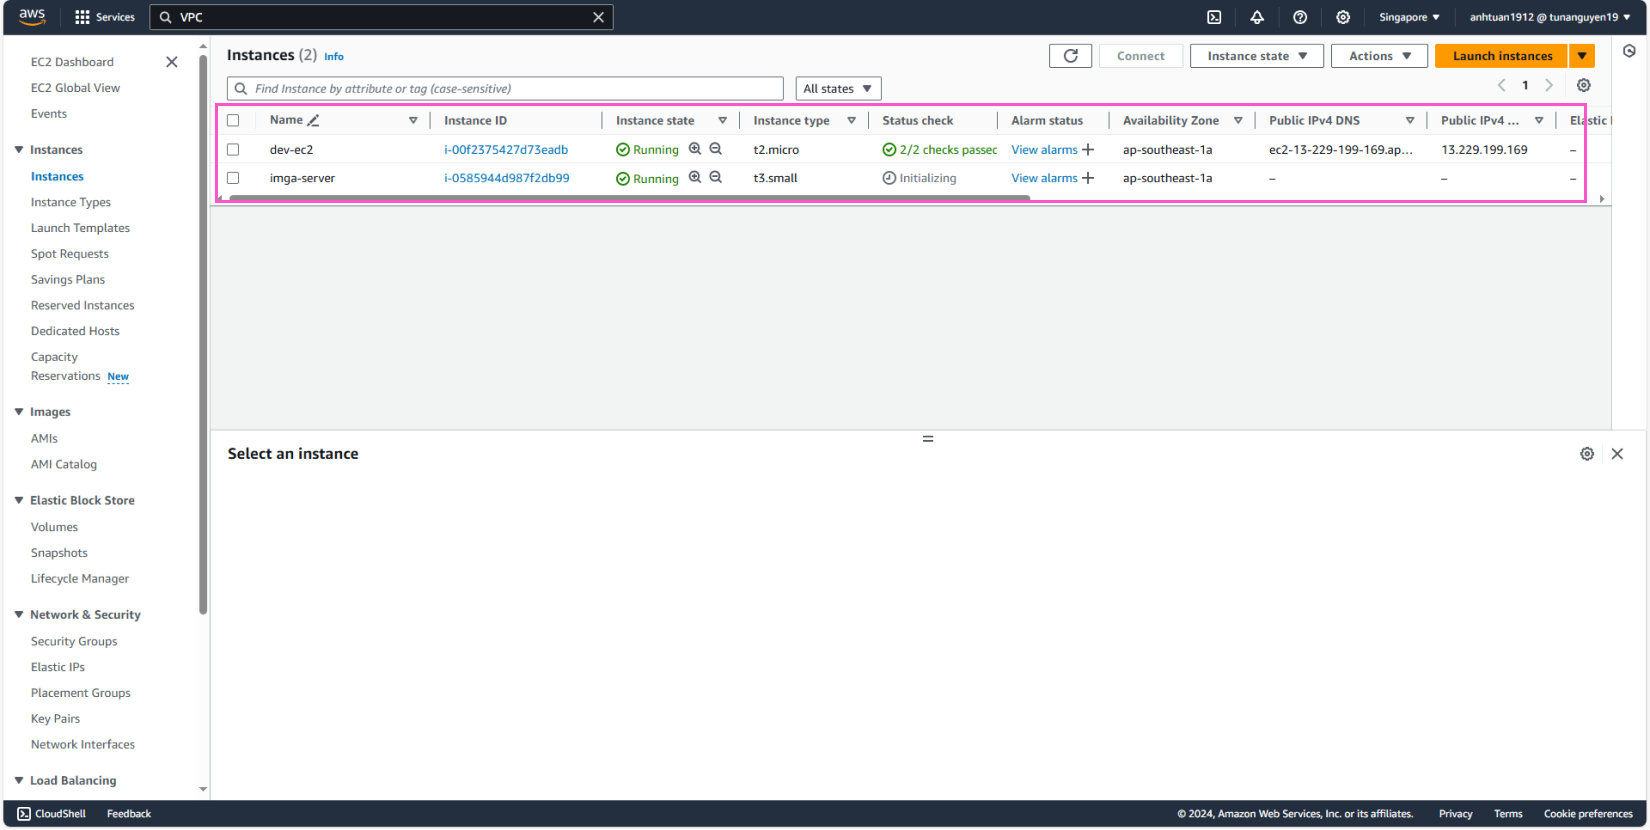 aws Services VPC Singapore anhtuan1912 @ tunanguyen19
EC2 Dashboard
EC2 Global View
Events
Instances
Instances
Instance Types
Launch Templates
Spot Requests
Savings Plans
Reserved Instances
Dedicated Hosts
Capacity
Reservations New
Images
AMIs
AMI Catalog
Elastic Block Store
Volumes
Snapshots
Lifecycle Manager
Network & Security
Security Groups
Elastic IPs
Placement Groups
Key Pairs
Network Interfaces
Load Balancing
Instances (2) Info Connect Instance state Actions Launch instances
Find Instance by attribute or tag (case-sensitive) All states 1
Name Instance ID Instance state Instance type Status check Alarm status Availability Zone Public IPv4 DNS Public IPv4 ... Elastic
dev-ec2 i-00f2375427d73eadb Running t2.micro 2/2 checks passed View alarms + ap-southeast-1a ec2-13-229-199-169.ap... 13.229.199.169 –
imga-server i-0585944d987f2db99 Running t3.small Initializing View alarms + ap-southeast-1a – – –
Select an instance
CloudShell Feedback © 2024, Amazon Web Services, Inc. or its affiliates. Privacy Terms Cookie preferences